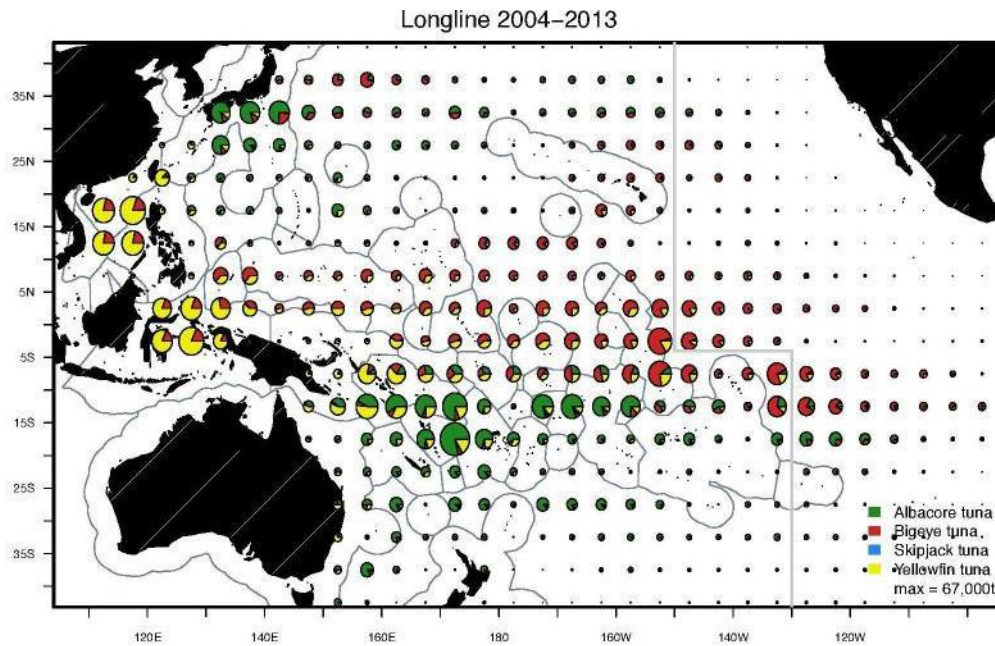 Longline 2004–2013
35N
25N
15N
5N
5S
15S
25S
35S
Albacore tuna
Bigeye tuna
Skipjack tuna
Yellowfin tuna
max = 67,000t
120E
140E
160E
180
160W
140W
120W